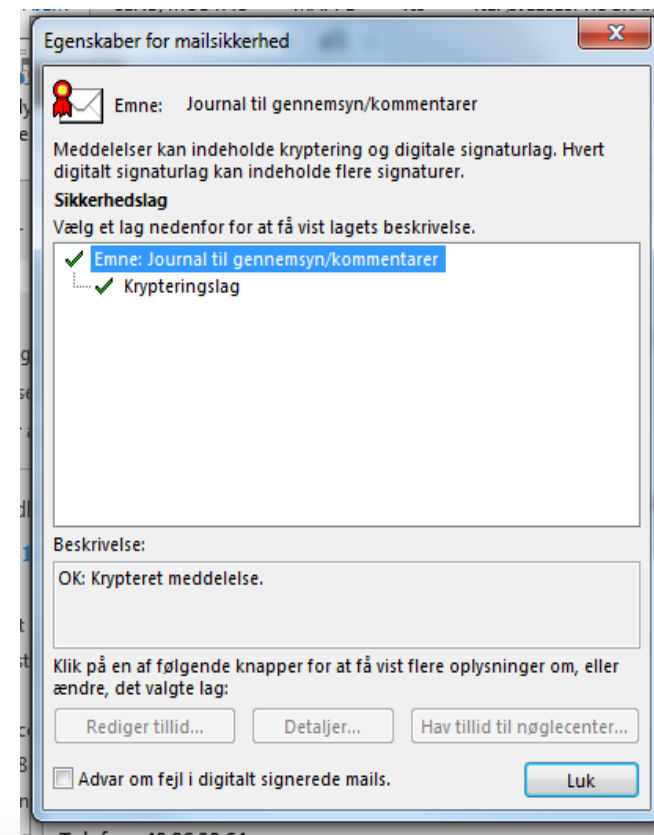 Egenskaber for mailsikkerhed
Emne: Journal til gennemsyn/kommentarer
Meddelelser kan indeholde kryptering og digitale signaturlag. Hvert
digitalt signaturlag kan indeholde flere signaturer.
Sikkerhedslag
Vælg et lag nedenfor for at få vist lagets beskrivelse.
Emne: Journal til gennemsyn/kommentarer
Krypteringslag
Beskrivelse:
OK: Krypteret meddelelse.
Klik på en af følgende knapper for at få vist flere oplysninger om, eller
ændre, det valgte lag:
Rediger tillid... Detaljer... Hav tillid til nøglecenter...
Advar om fejl i digitalt signerede mails. Luk